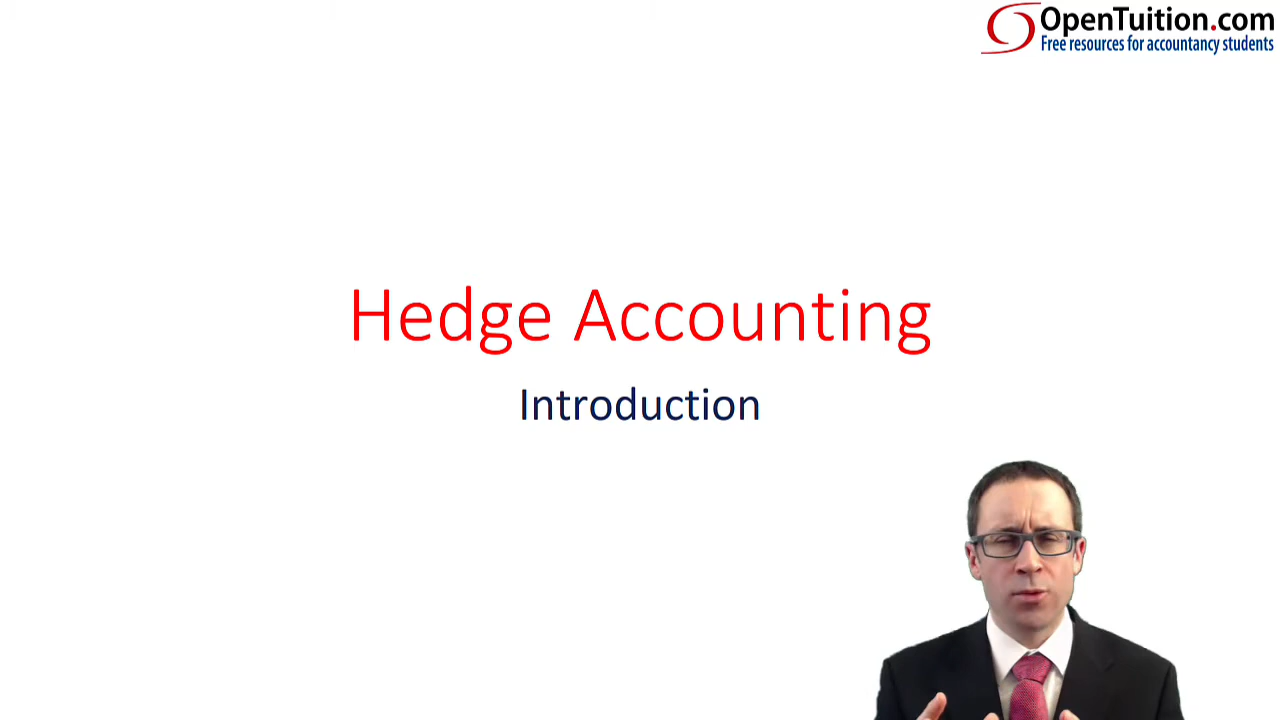 OpenTuition.com
Free resources for accountancy students
Hedge Accounting
Introduction